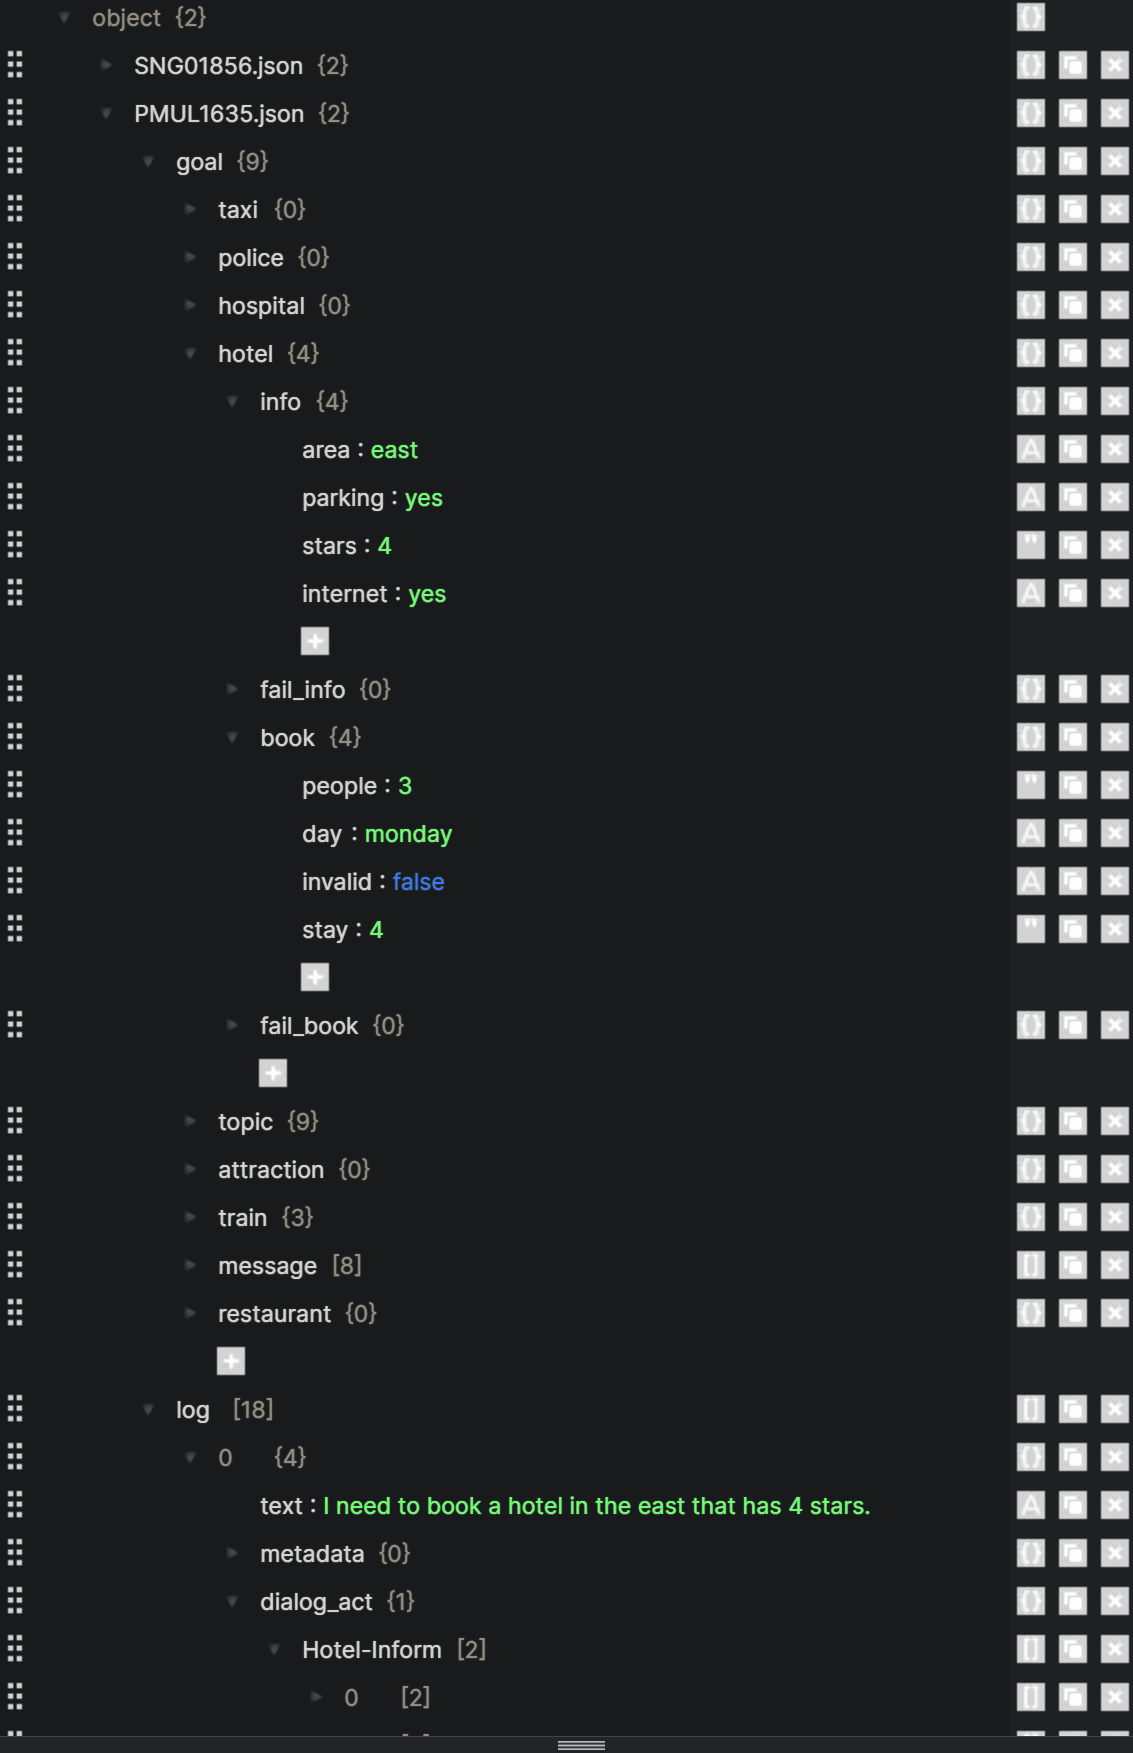 object {2}
SNG01856.json {2}
PMUL1635.json {2}
goal {9}
taxi {0}
police {0}
hospital {0}
hotel {4}
info {4}
area : east
parking : yes
stars : 4
internet : yes
fail_info {0}
book {4}
people : 3
day : monday
invalid : false
stay : 4
fail_book {0}
topic {9}
attraction {0}
train {3}
message [8]
restaurant {0}
log [18]
0 {4}
text : I need to book a hotel in the east that has 4 stars.
metadata {0}
dialog_act {1}
Hotel-Inform [2]
0 [2]